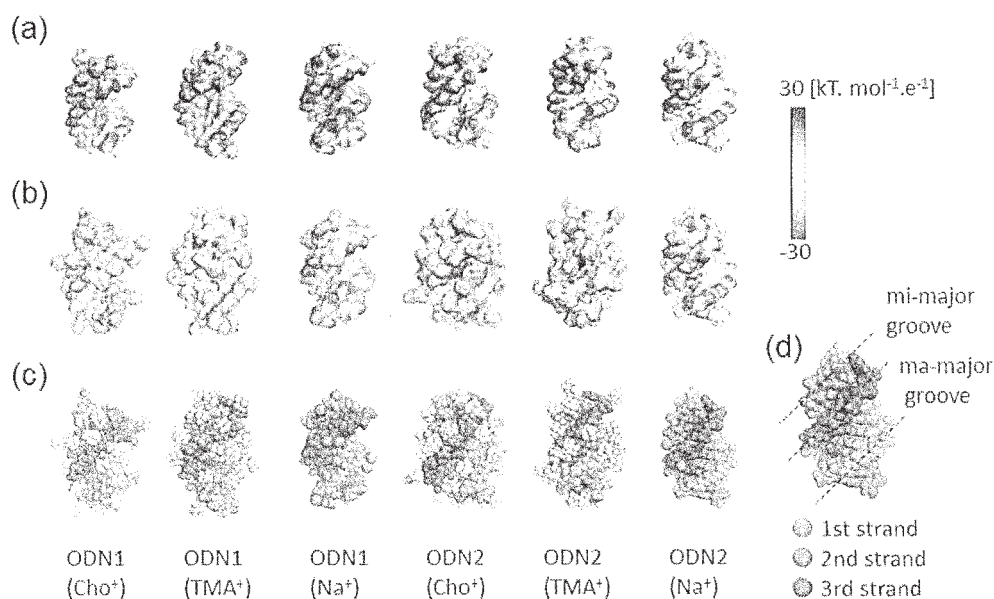 (a)
30 [kT. mol⁻¹.e⁻]
-30
(b)
mi-major
groove
(d)
ma-major
groove
(c)
1st strand
2nd strand
3rd strand
ODN1 ODN1 ODN1 ODN2 ODN2 ODN2
(Cho⁺) (TMA⁺) (Na⁺) (Cho⁺) (TMA⁺) (Na⁺)